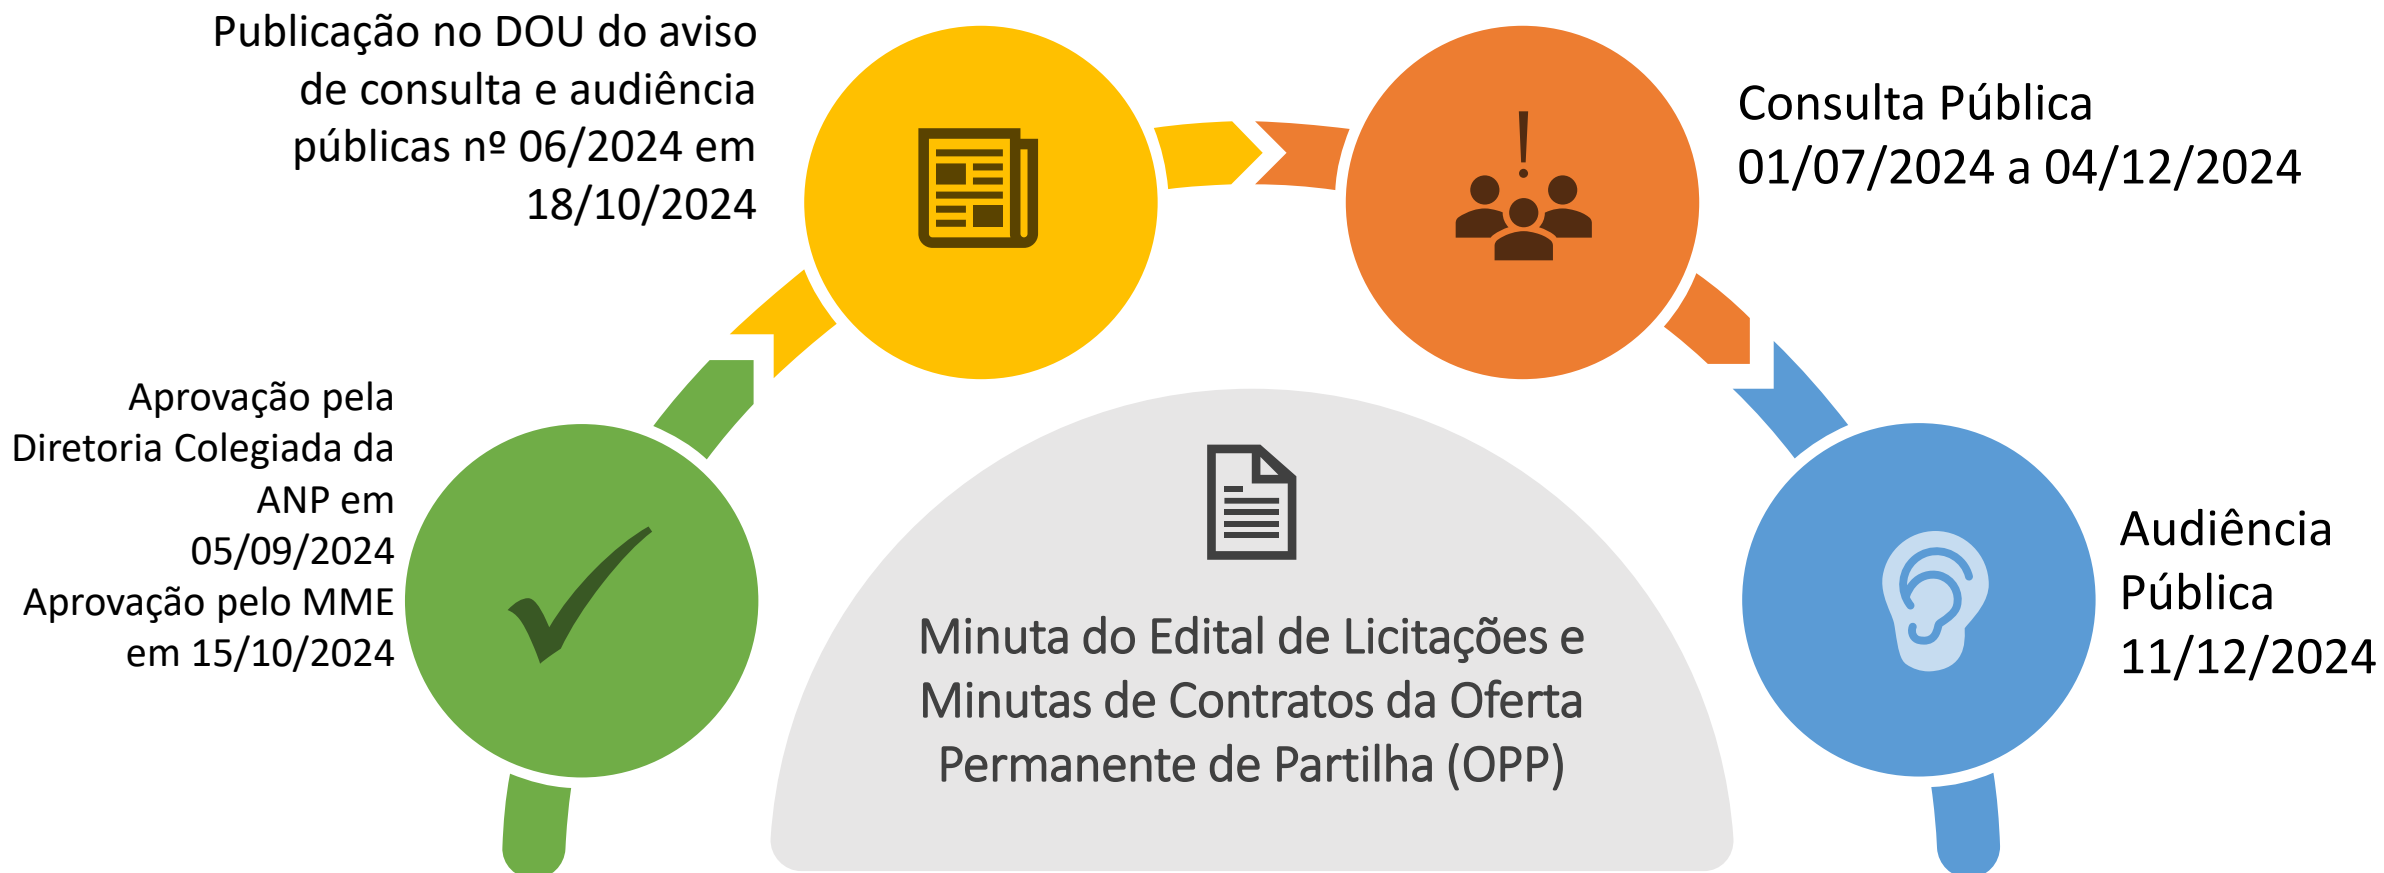 Publicação no DOU do aviso
de consulta e audiência
públicas nº 06/2024 em
18/10/2024
Consulta Pública
01/07/2024 a 04/12/2024
Aprovação pela
Diretoria Colegiada da
ANP em
05/09/2024
Aprovação pelo MME
em 15/10/2024
Audiência
Pública
11/12/2024
Minuta do Edital de Licitações e
Minutas de Contratos da Oferta
Permanente de Partilha (OPP)